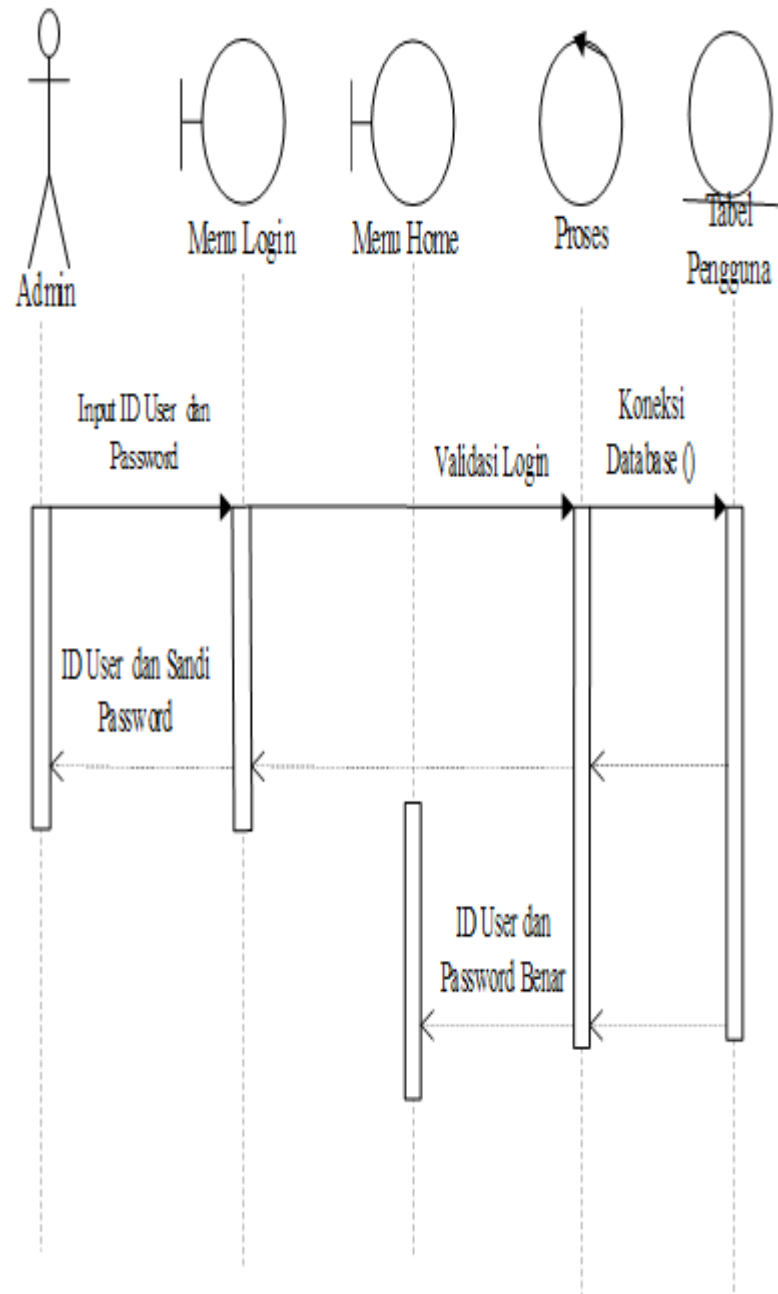 Admin
Menu Login
Menu Home
Proses
Tabel
Pengguna
Input ID User dan
Password
Validasi Login
Koneksi
Database ()
ID User dan Sandi
Password
ID User dan
Password Benar